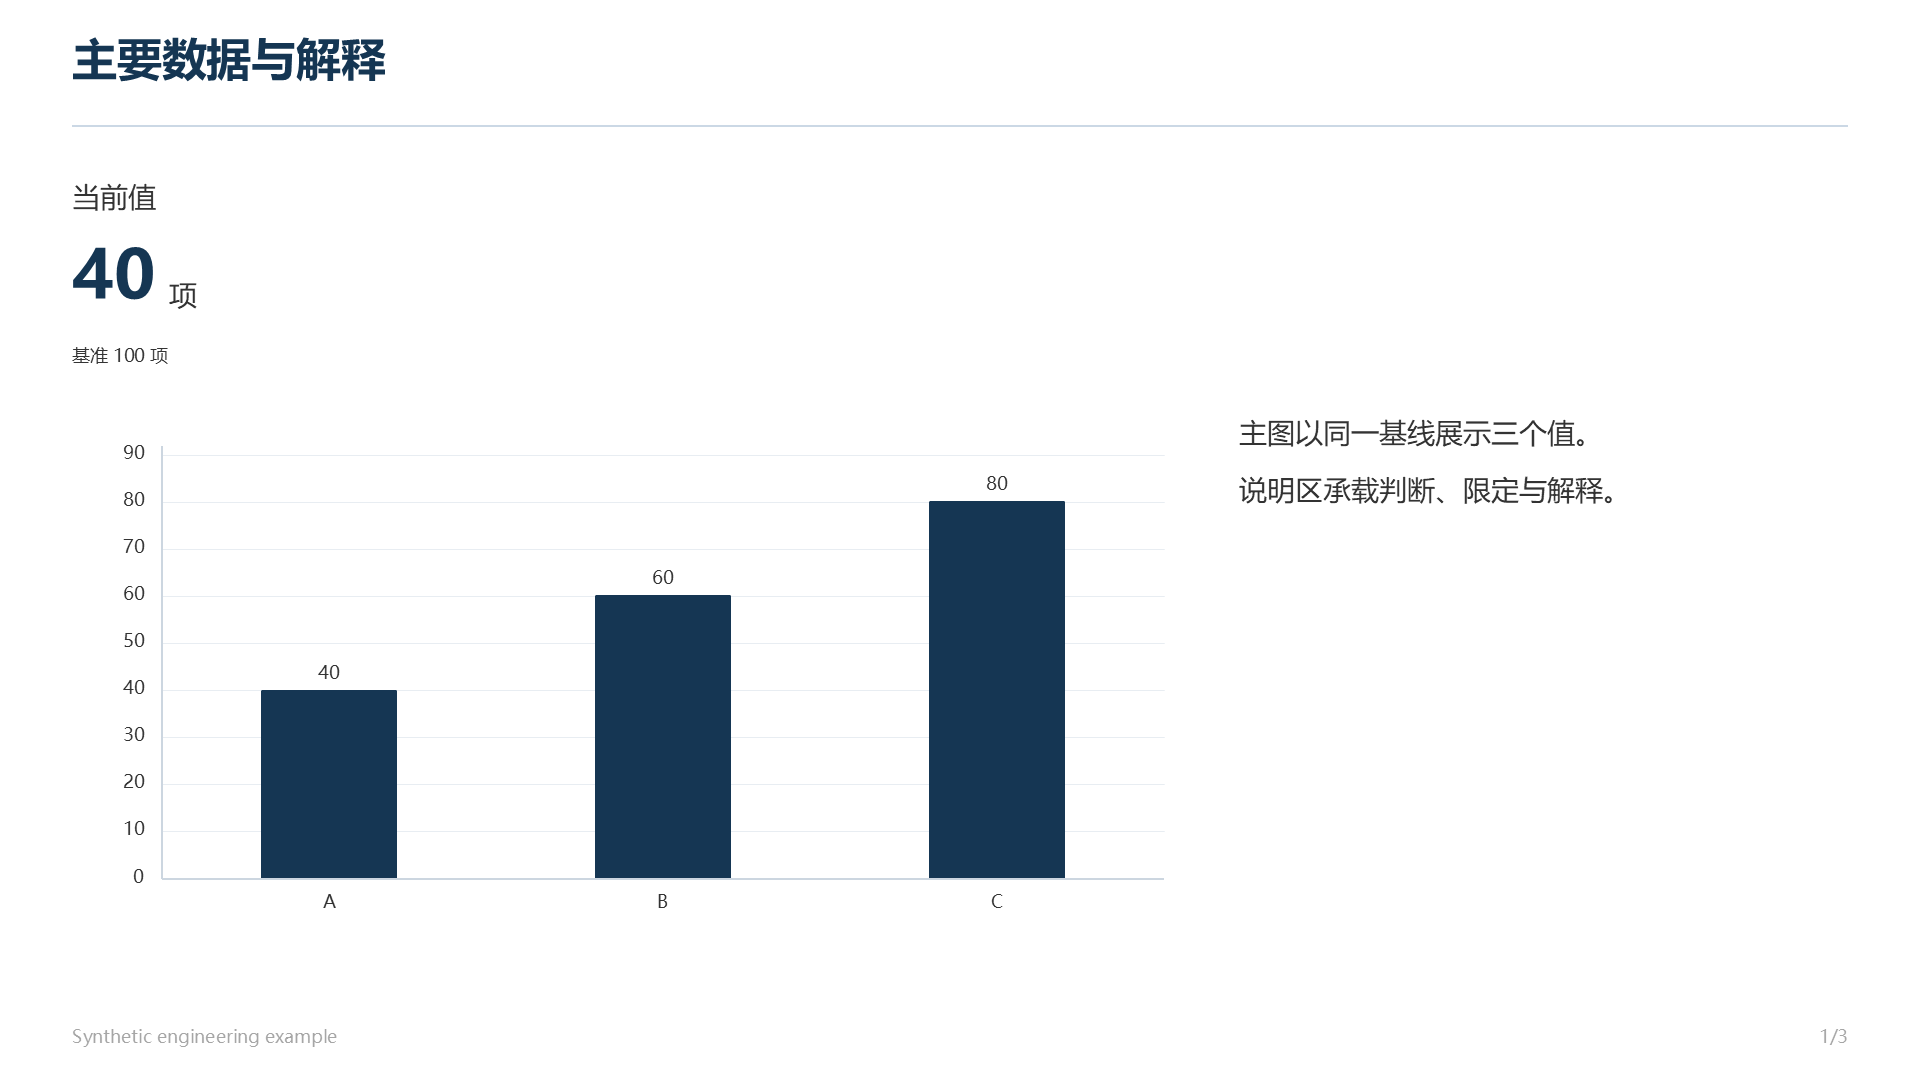 主要数据与解释
当前值
40 项
基准 100 项
主图以同一基线展示三个值。
说明区承载判断、限定与解释。
90
80
70
60
50
40
30
20
10
0
40
60
80
A
B
C
Synthetic engineering example
1/3